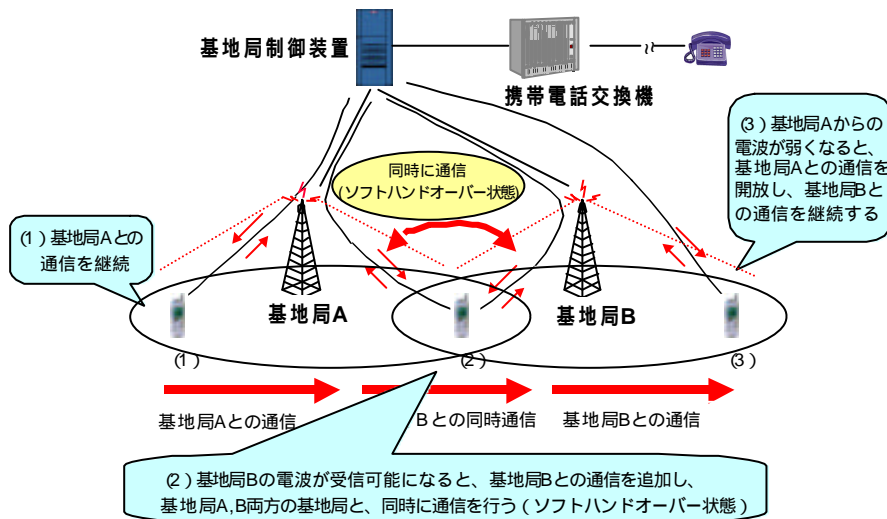 基地局制御装置
携帯電話交換機
(3)基地局Aからの
電波が弱くなると、
基地局Aとの通信を
開放し、基地局Bと
の通信を継続する
同時に通信
(ソフトハンドオーバー状態)
(1)基地局Aとの
通信を継続
基地局A
基地局B
(1)
(2)
(3)
基地局Aとの通信
Bとの同時通信
基地局Bとの通信
(2)基地局Bの電波が受信可能になると、基地局Bとの通信を追加し、
基地局A,B両方の基地局と、同時に通信を行う(ソフトハンドオーバー状態)